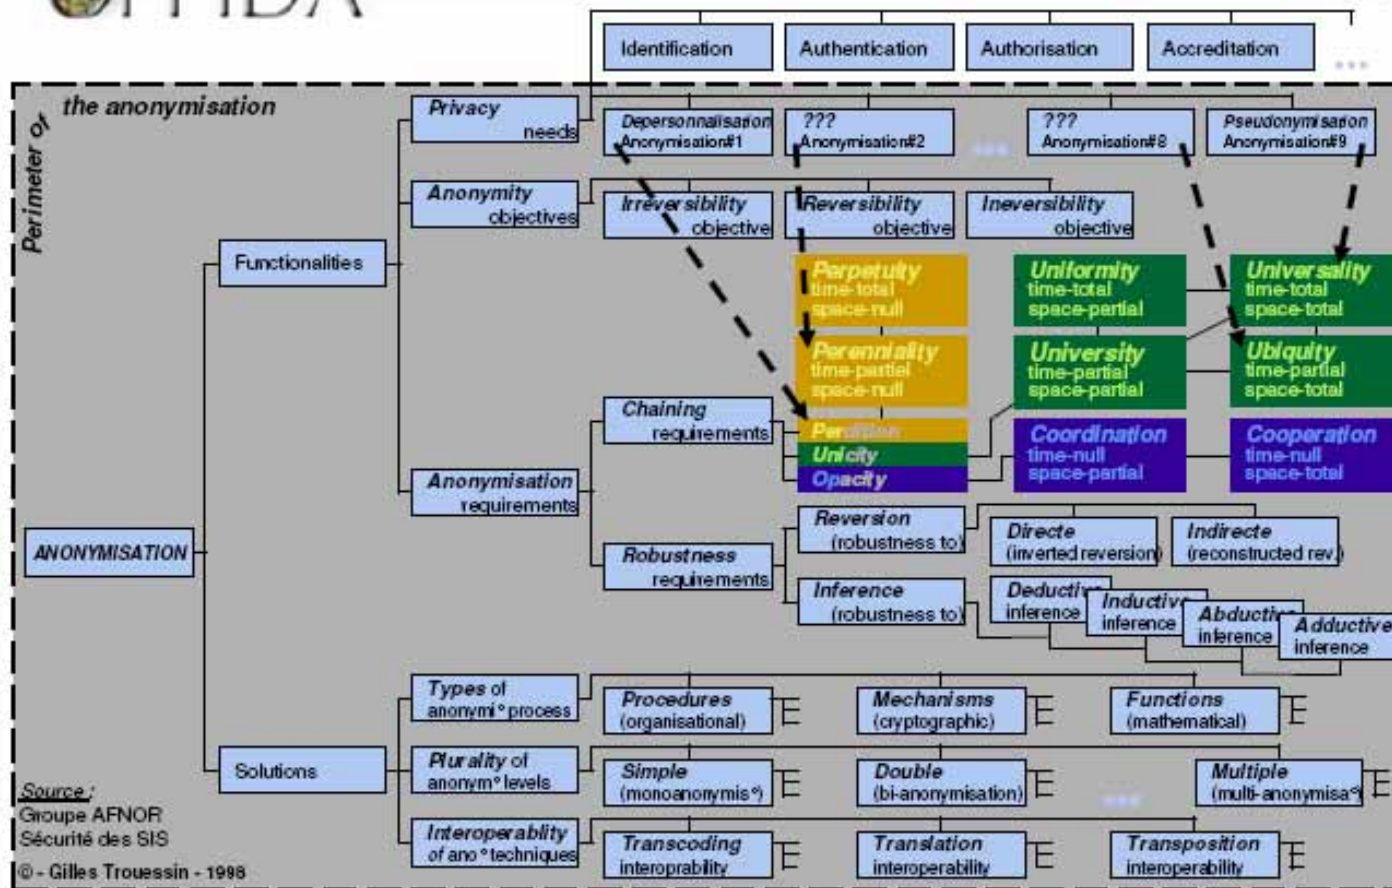 Identification
Authentication
Authorisation
Accreditation
...
Perimeter of
the anonymisation
Privacy
needs
Depersonnalisation
Anonymisation#1
???
Anonymisation#2
...
???
Anonymisation#8
Pseudonymisation
Anonymisation#9
Anonymity
objectives
Irreversibility
objective
Reversibility
objective
Ineversibility
objective
Functionalities
Perpetuity
time-total
space-null
Uniformity
time-total
space-partial
Universality
time-total
space-total
Perenniality
time-partiel
space-null
University
time-partial
space-partial
Ubiquity
time-partial
space-total
Chaining
requirements
Perdition
Unicity
Opacity
Coordination
time-null
space-partial
Cooperation
time-null
space-total
Anonymisation
requirements
Reversion
(robustness to)
Directe
(inverted reversion)
Indirecte
(reconstructed rev.)
ANONYMISATION
Robustness
requirements
Inference
(robustness to)
Deductive
inference
Inductive
inference
Abductive
inference
Adductive
inference
Types of
anonymi° process
Procedures
(organisational)
Mechanisms
(cryptographic)
Functions
(mathematical)
Solutions
Plurality of
anonym° levels
Simple
(monoanonymis°)
Double
(bi-anonymisation)
...
Multiple
(multi-anonymisa°)
Interoperablity
of ano° techniques
Transcoding
interoprability
Translation
interoperability
Transposition
interoperability
Source :
Groupe AFNOR
Sécurité des SIS
© - Gilles Trouessin - 1998